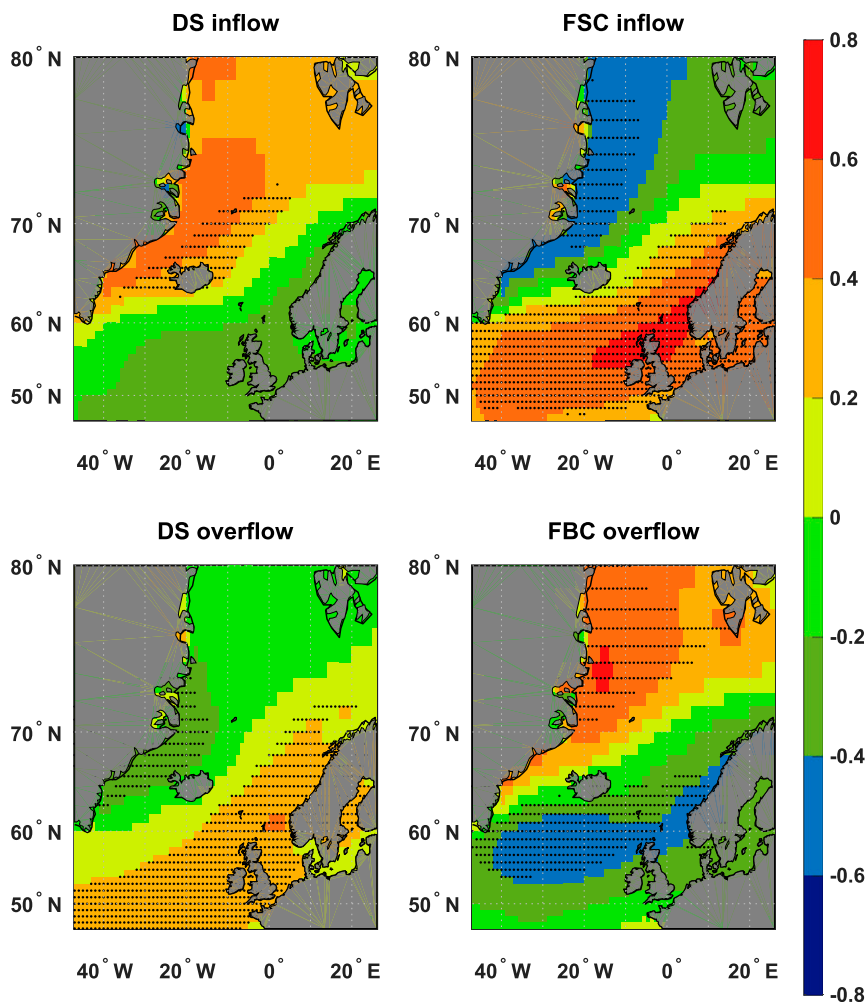 DS inflow
FSC inflow
80° N
70° N
60° N
50° N
40° W 20° W 0° 20° E
80° N
70° N
60° N
50° N
40° W 20° W 0° 20° E
DS overflow
FBC overflow
80° N
70° N
60° N
50° N
40° W 20° W 0° 20° E
80° N
70° N
60° N
50° N
40° W 20° W 0° 20° E
0.8
0.6
0.4
0.2
0
-0.2
-0.4
-0.6
-0.8